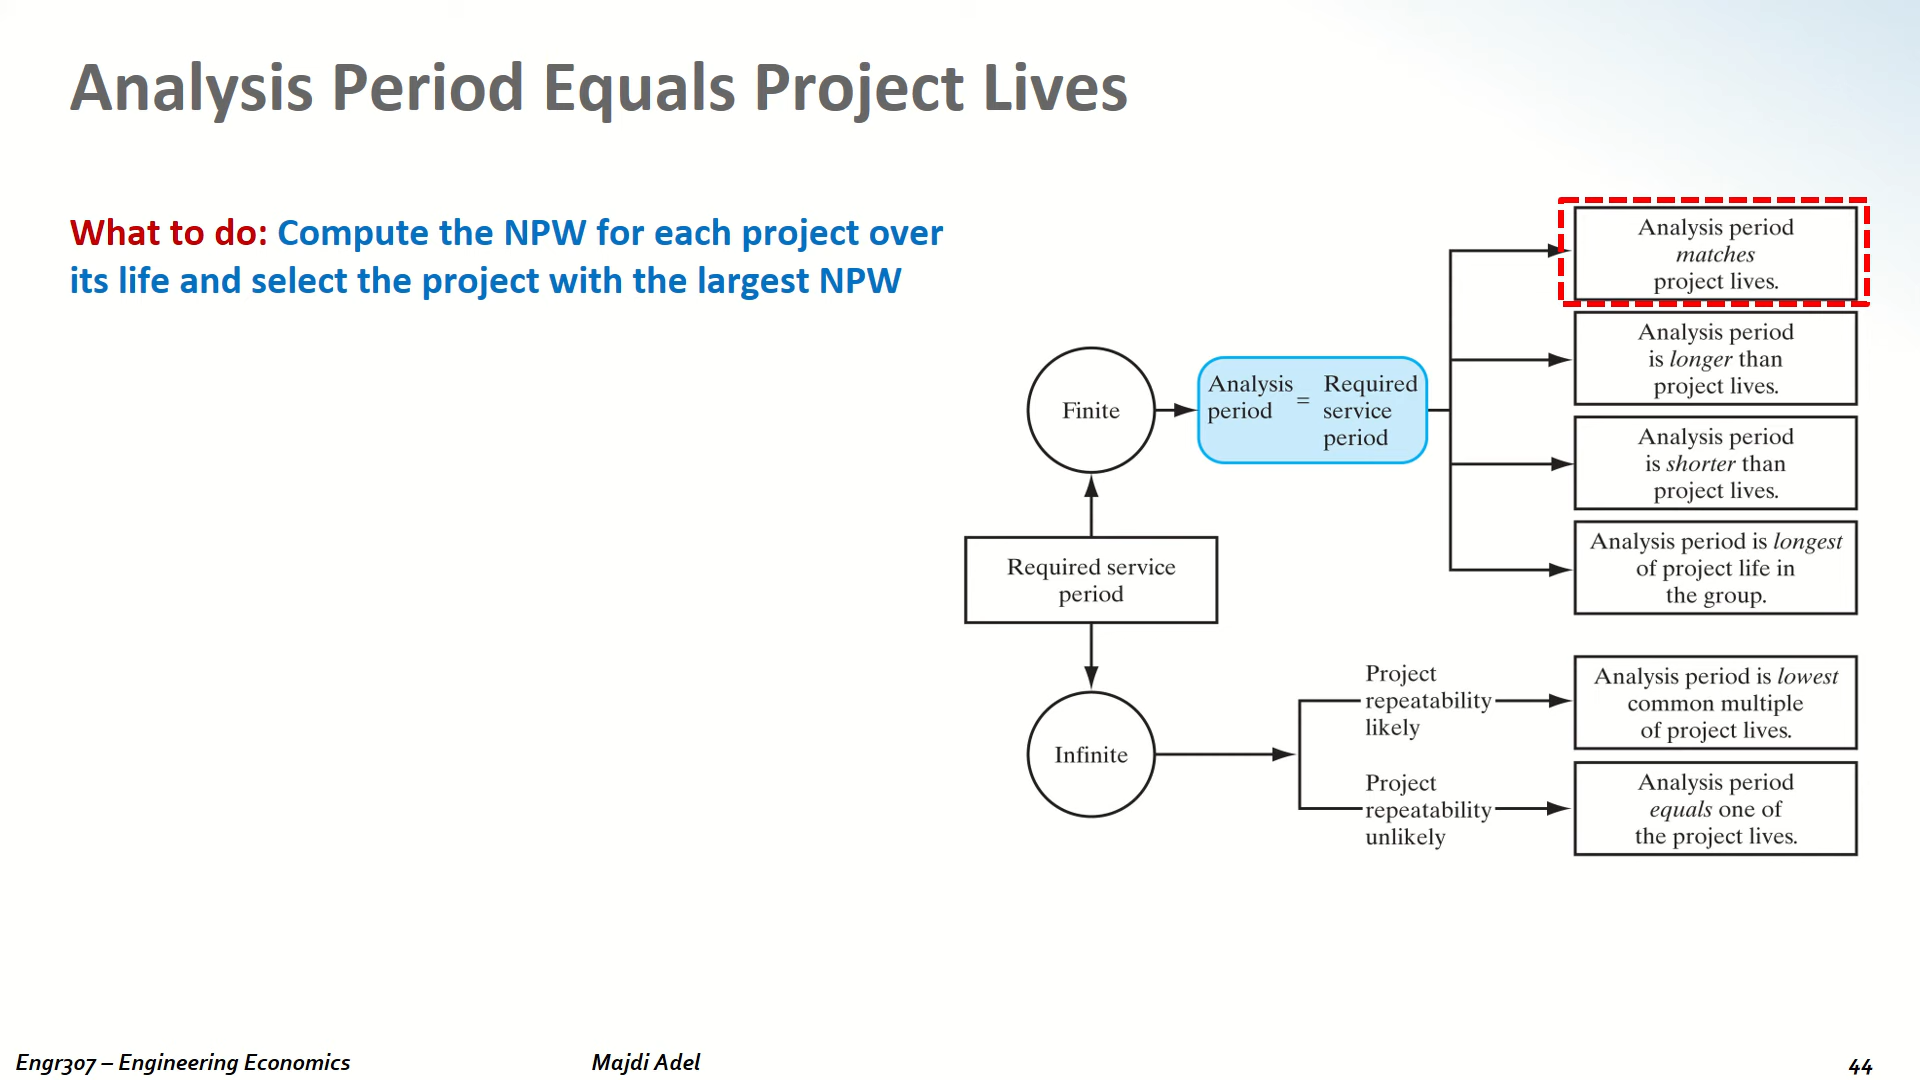 Analysis Period Equals Project Lives
What to do: Compute the NPW for each project over
its life and select the project with the largest NPW
Analysis period
matches
project lives.
Analysis period
is longer than
project lives.
Analysis period
is shorter than
project lives.
Analysis period is longest
of project life in
the group.
Finite
Analysis
period
=
Required
service
period
Required service
period
Infinite
Project
repeatability
likely
Analysis period is lowest
common multiple
of project lives.
Project
repeatability
unlikely
Analysis period
equals one of
the project lives.
Engr307 – Engineering Economics
Majdi Adel
44